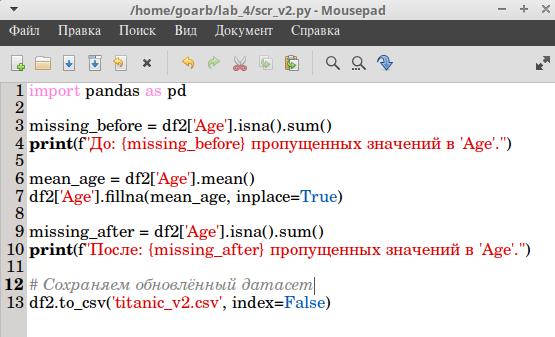 /home/goarb/lab_4/scr_v2.py - Mousepad
Файл Правка Поиск Вид Документ Справка
1 import pandas as pd
2
3 missing_before = df2['Age'].isna().sum()
4 print(f"До: {missing_before} пропущенных значений в 'Age'.")
5
6 mean_age = df2['Age'].mean()
7 df2['Age'].fillna(mean_age, inplace=True)
8
9 missing_after = df2['Age'].isna().sum()
10 print(f"После: {missing_after} пропущенных значений в 'Age'.")
11
12 # Сохраняем обновлённый датасет
13 df2.to_csv('titanic_v2.csv', index=False)